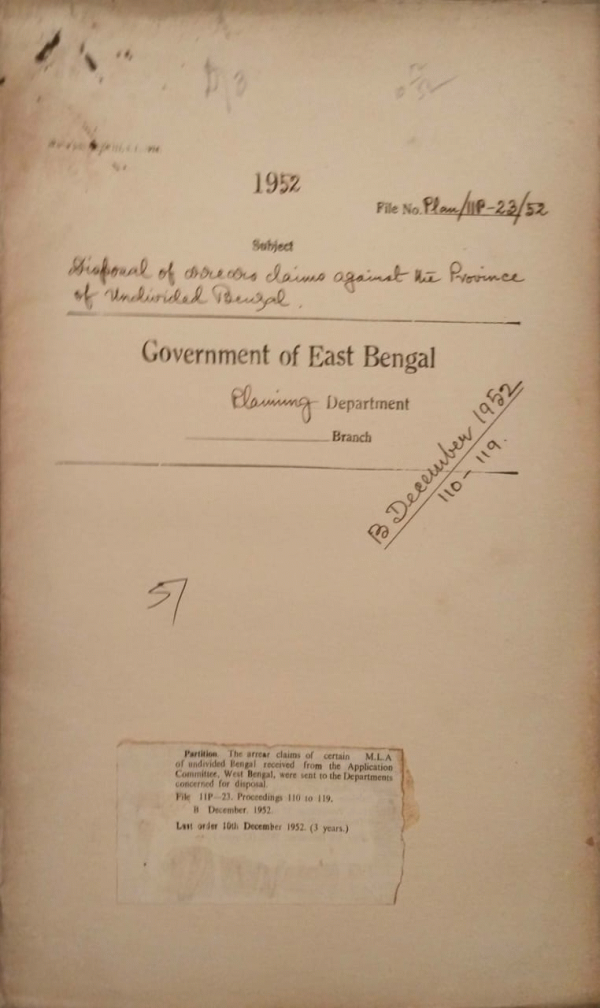 1952
File No. Plan/11P-23/52
Subject
Disposal of arrears claims against the Province
of Undivided Bengal.
Government of East Bengal
Planning Department
Branch
B December 1952
110-119.
57
Partition. The arrear claims of certain M.L.A
of undivided Bengal received from the Application
Committee, West Bengal, were sent to the Departments
concerned for disposal.
File 11P-23. Proceedings 110 to 119.
B December. 1952.
Last order 10th December 1952. (3 years.)